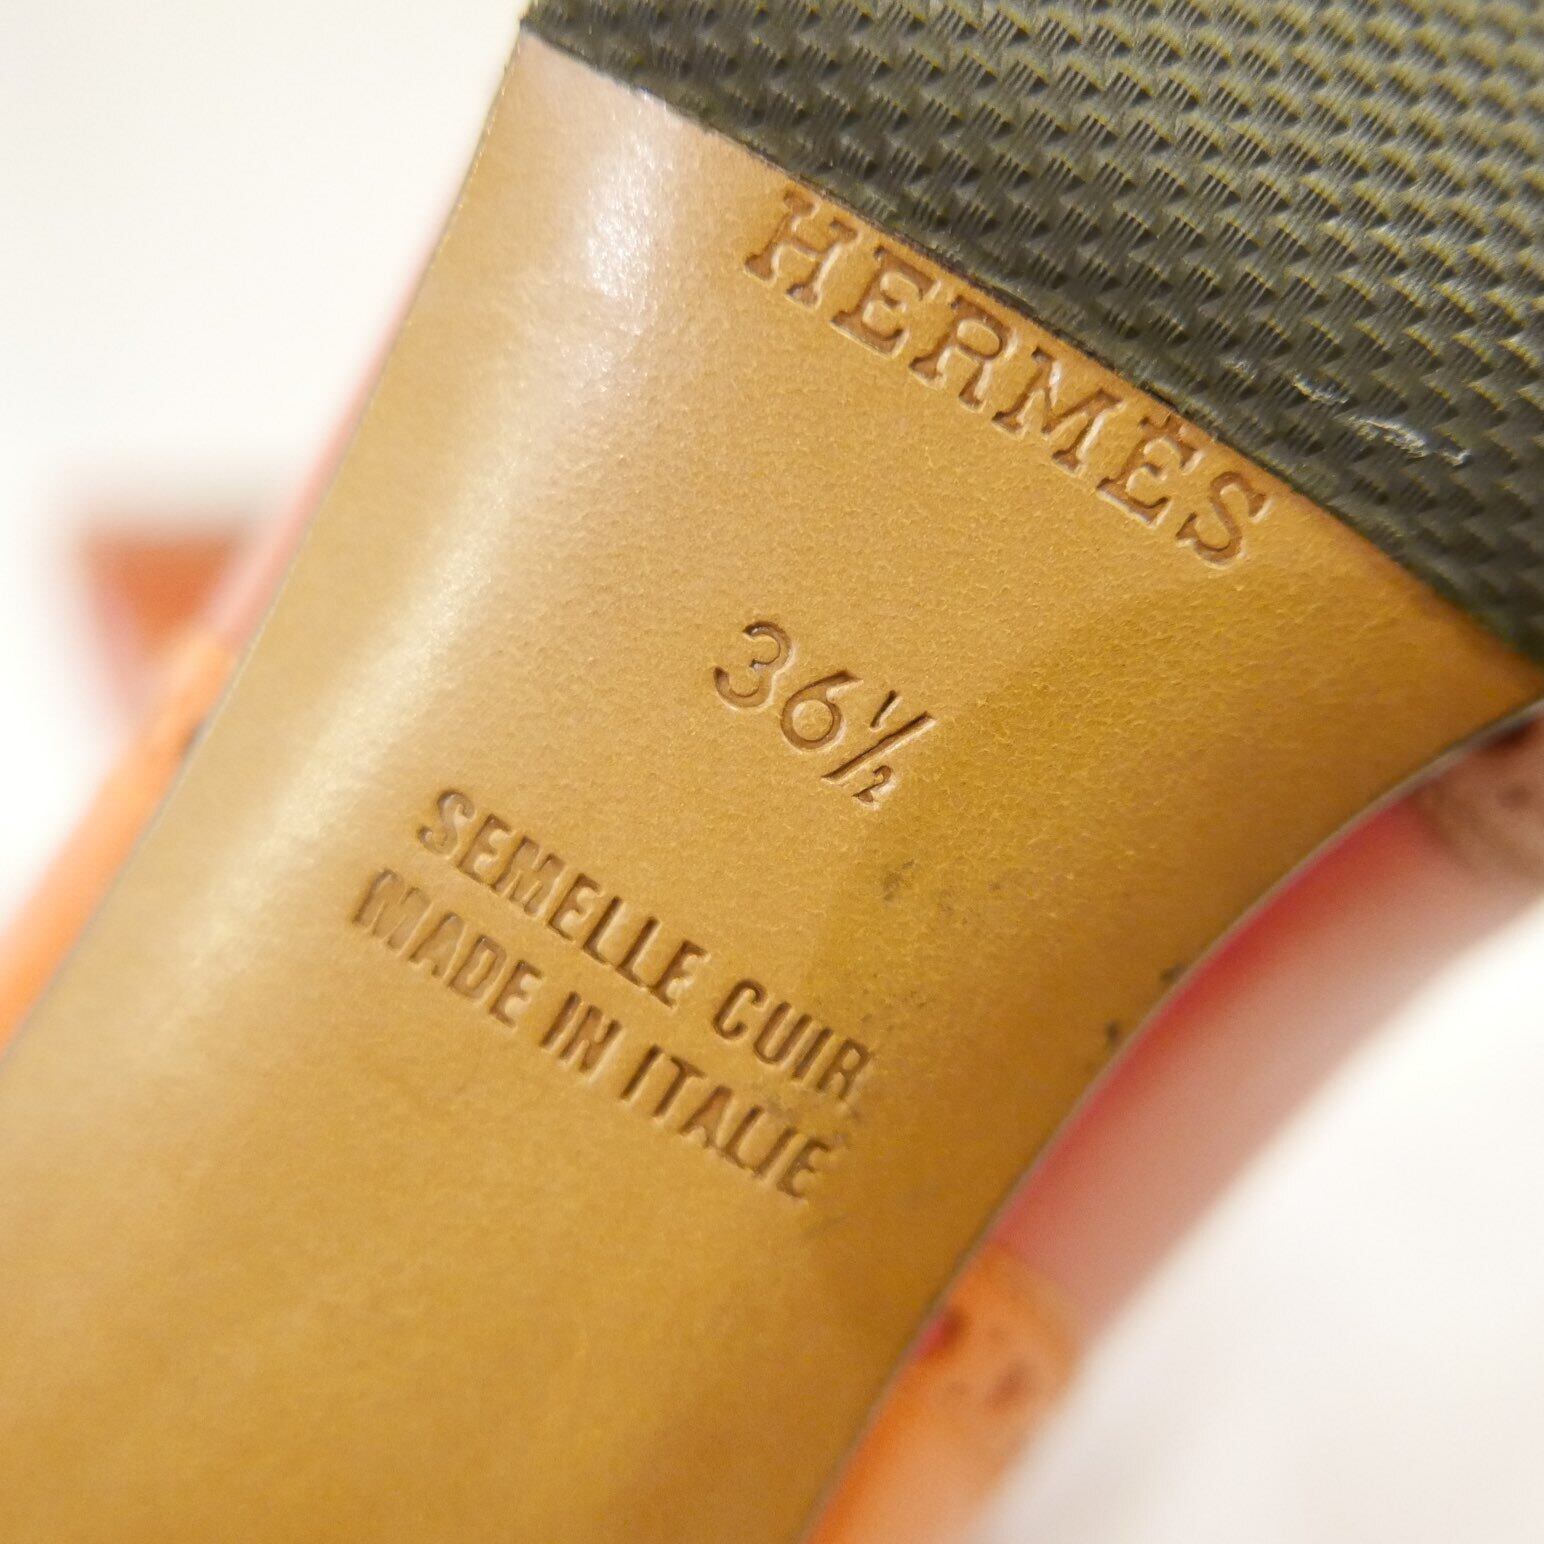 HERMÈS
36½
SEMELLE CUIR
MADE IN ITALIE